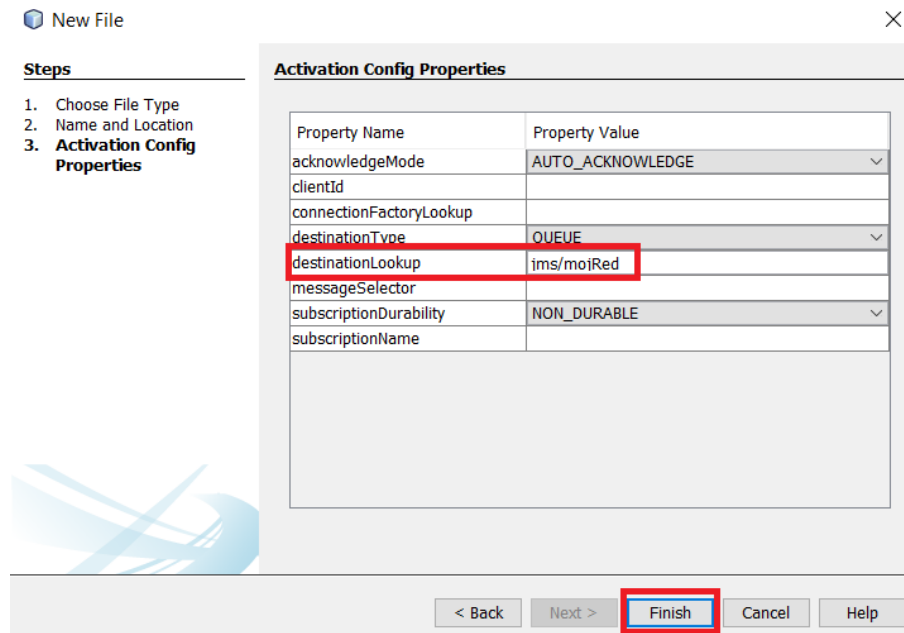 New File
Steps
1. Choose File Type
2. Name and Location
3. Activation Config
Properties
Activation Config Properties
Property Name Property Value
acknowledgeMode AUTO_ACKNOWLEDGE
clientId
connectionFactoryLookup
destinationType QUEUE
destinationLookup jms/mojRed
messageSelector
subscriptionDurability NON_DURABLE
subscriptionName
< Back Next > Finish Cancel Help